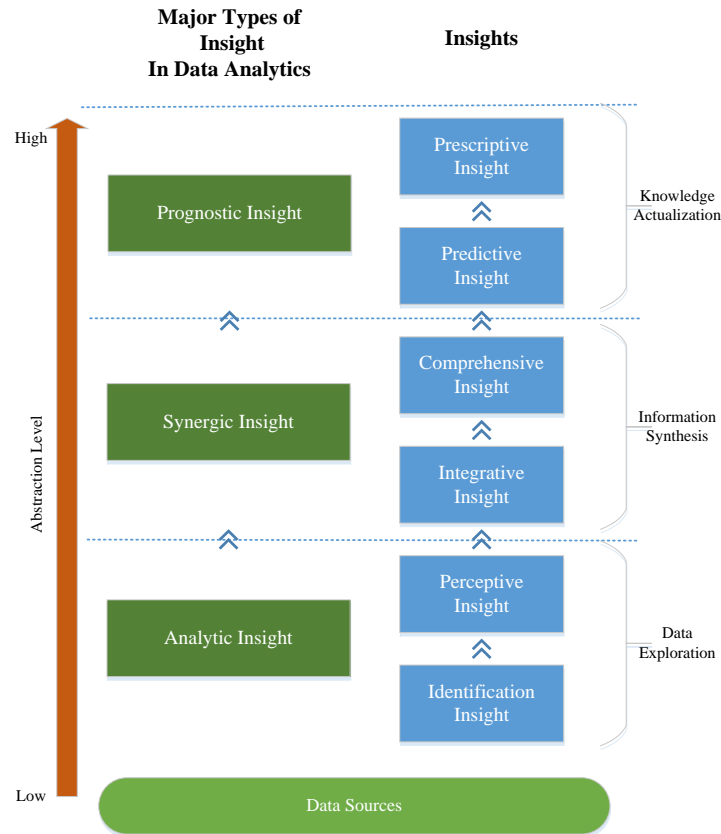 Major Types of
Insight
In Data Analytics
Insights
High
Prescriptive
Insight
Prognostic Insight
Knowledge
Actualization
Predictive
Insight
Comprehensive
Insight
Synergic Insight
Information
Synthesis
Integrative
Insight
Abstraction Level
Perceptive
Insight
Analytic Insight
Data
Exploration
Identification
Insight
Low
Data Sources